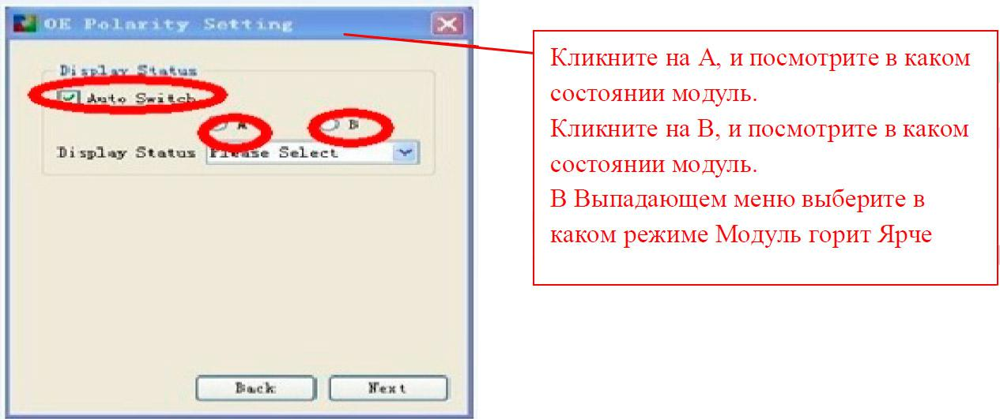 OE Polarity Setting
Display Status
Auto Switch
A
B
Display Status
Please Select
Back
Next
Кликните на А, и посмотрите в каком
состоянии модуль.
Кликните на В, и посмотрите в каком
состоянии модуль.
В Выпадающем меню выберите в
каком режиме Модуль горит Ярче